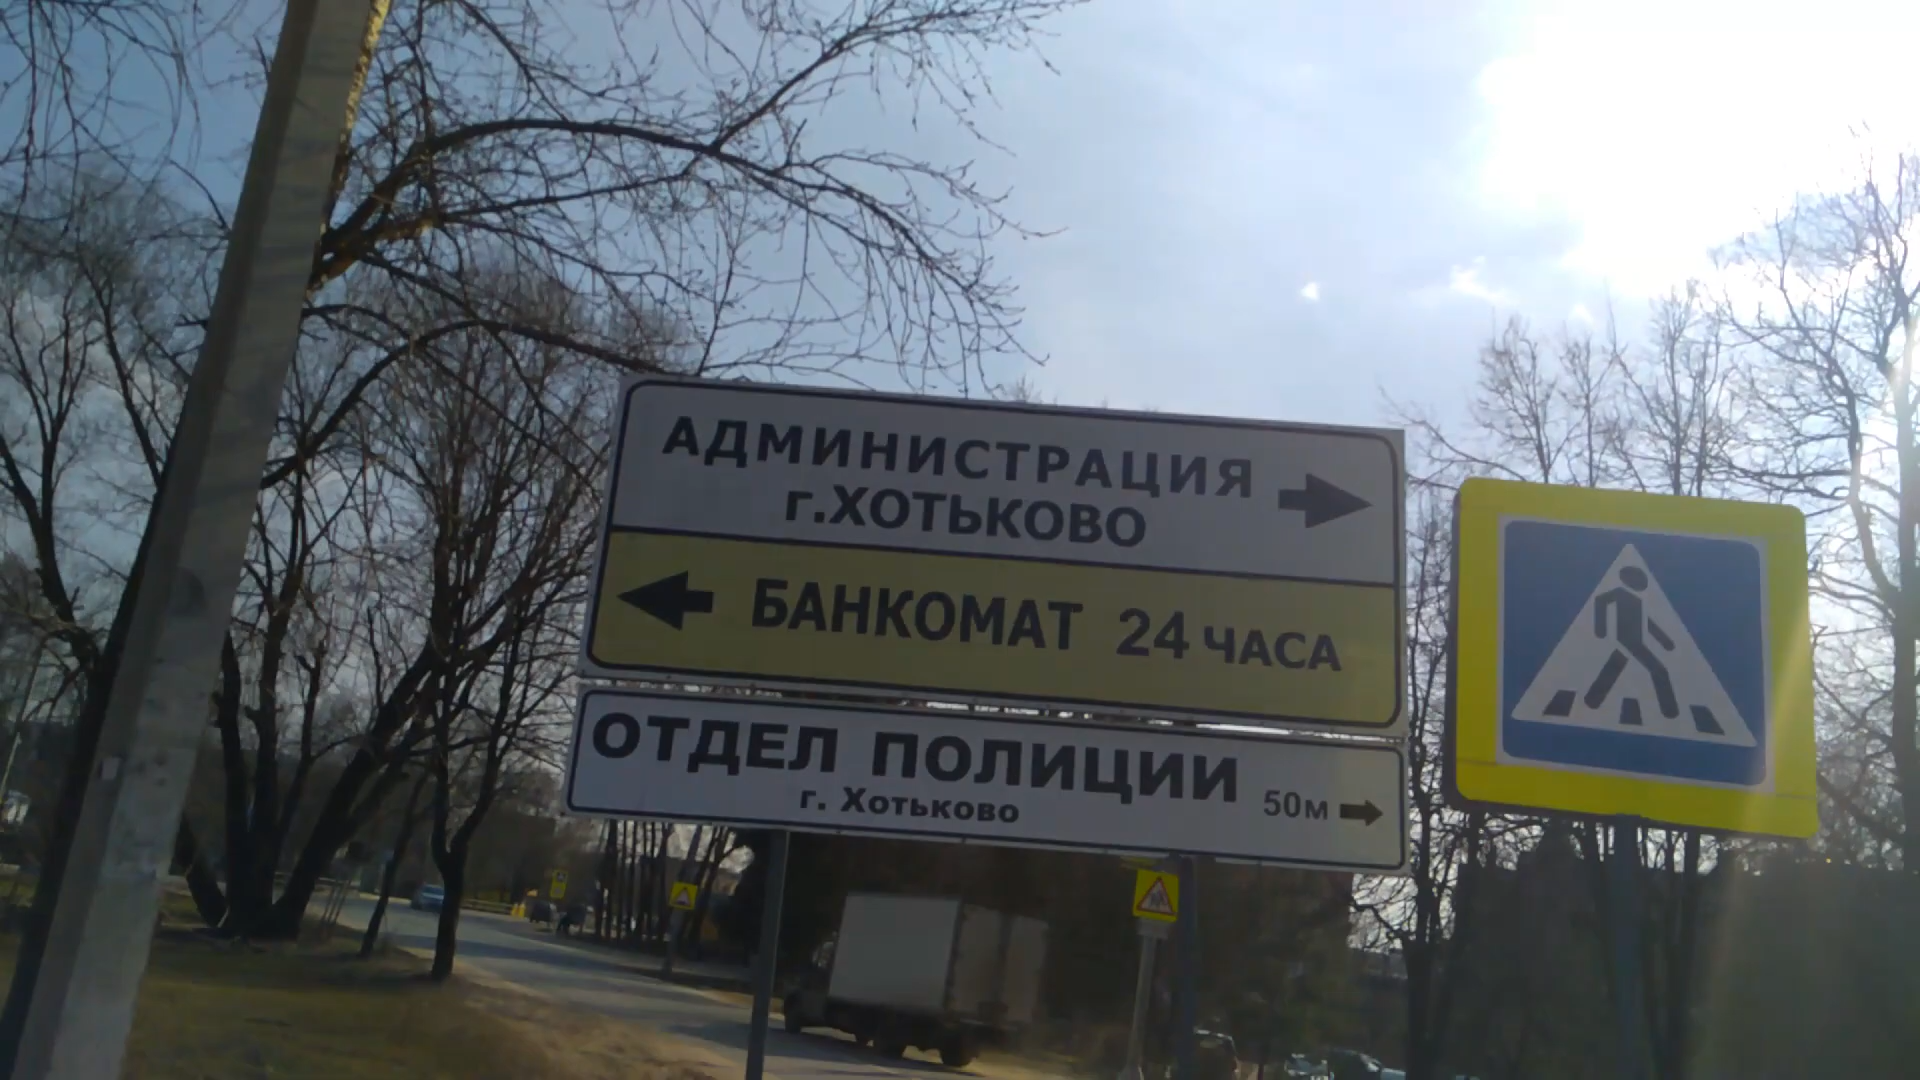 АДМИНИСТРАЦИЯ
г.ХОТЬКОВО
БАНКОМАТ 24 ЧАСА
ОТДЕЛ ПОЛИЦИИ 50м
г. Хотьково